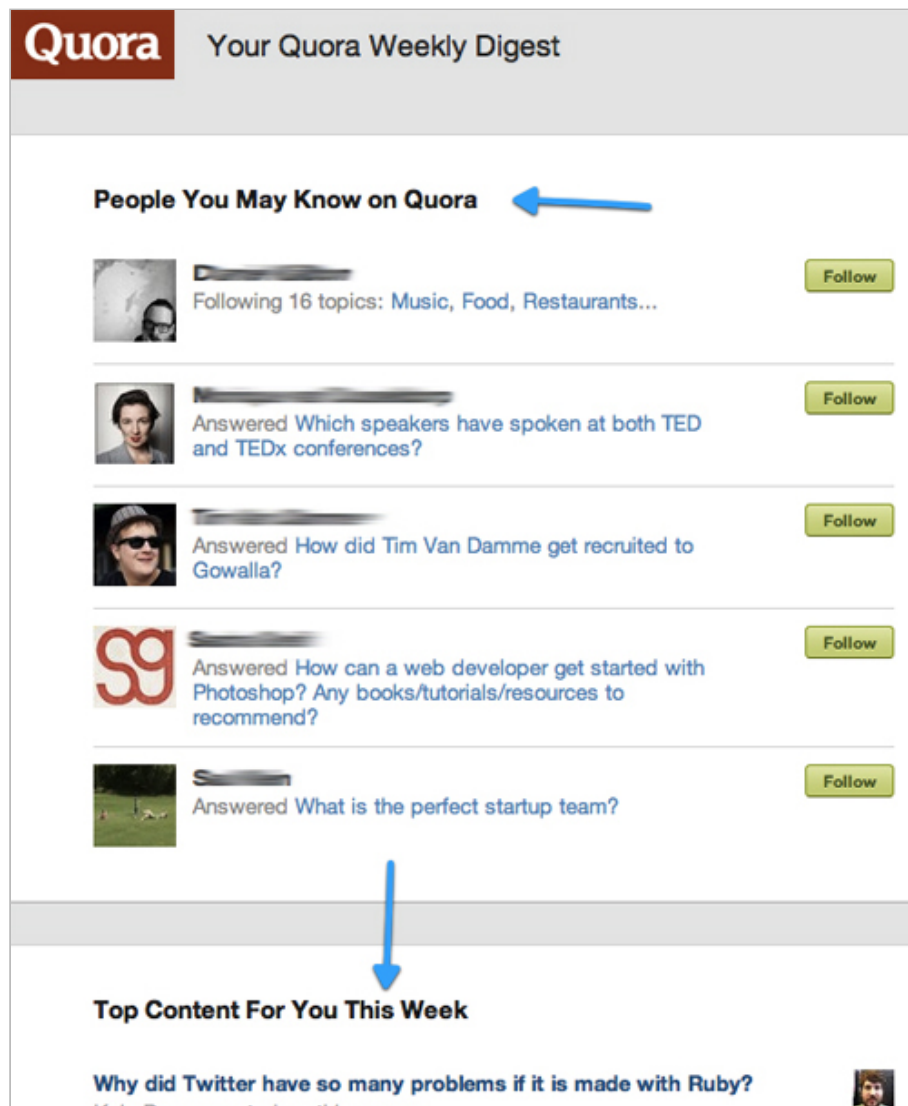 Quora
Your Quora Weekly Digest
People You May Know on Quora
Follow
Following 16 topics: Music, Food, Restaurants...
Follow
Answered Which speakers have spoken at both TED
and TEDx conferences?
Follow
Answered How did Tim Van Damme get recruited to
Gowalla?
sg
Follow
Answered How can a web developer get started with
Photoshop? Any books/tutorials/resources to
recommend?
Follow
Answered What is the perfect startup team?
Top Content For You This Week
Why did Twitter have so many problems if it is made with Ruby?